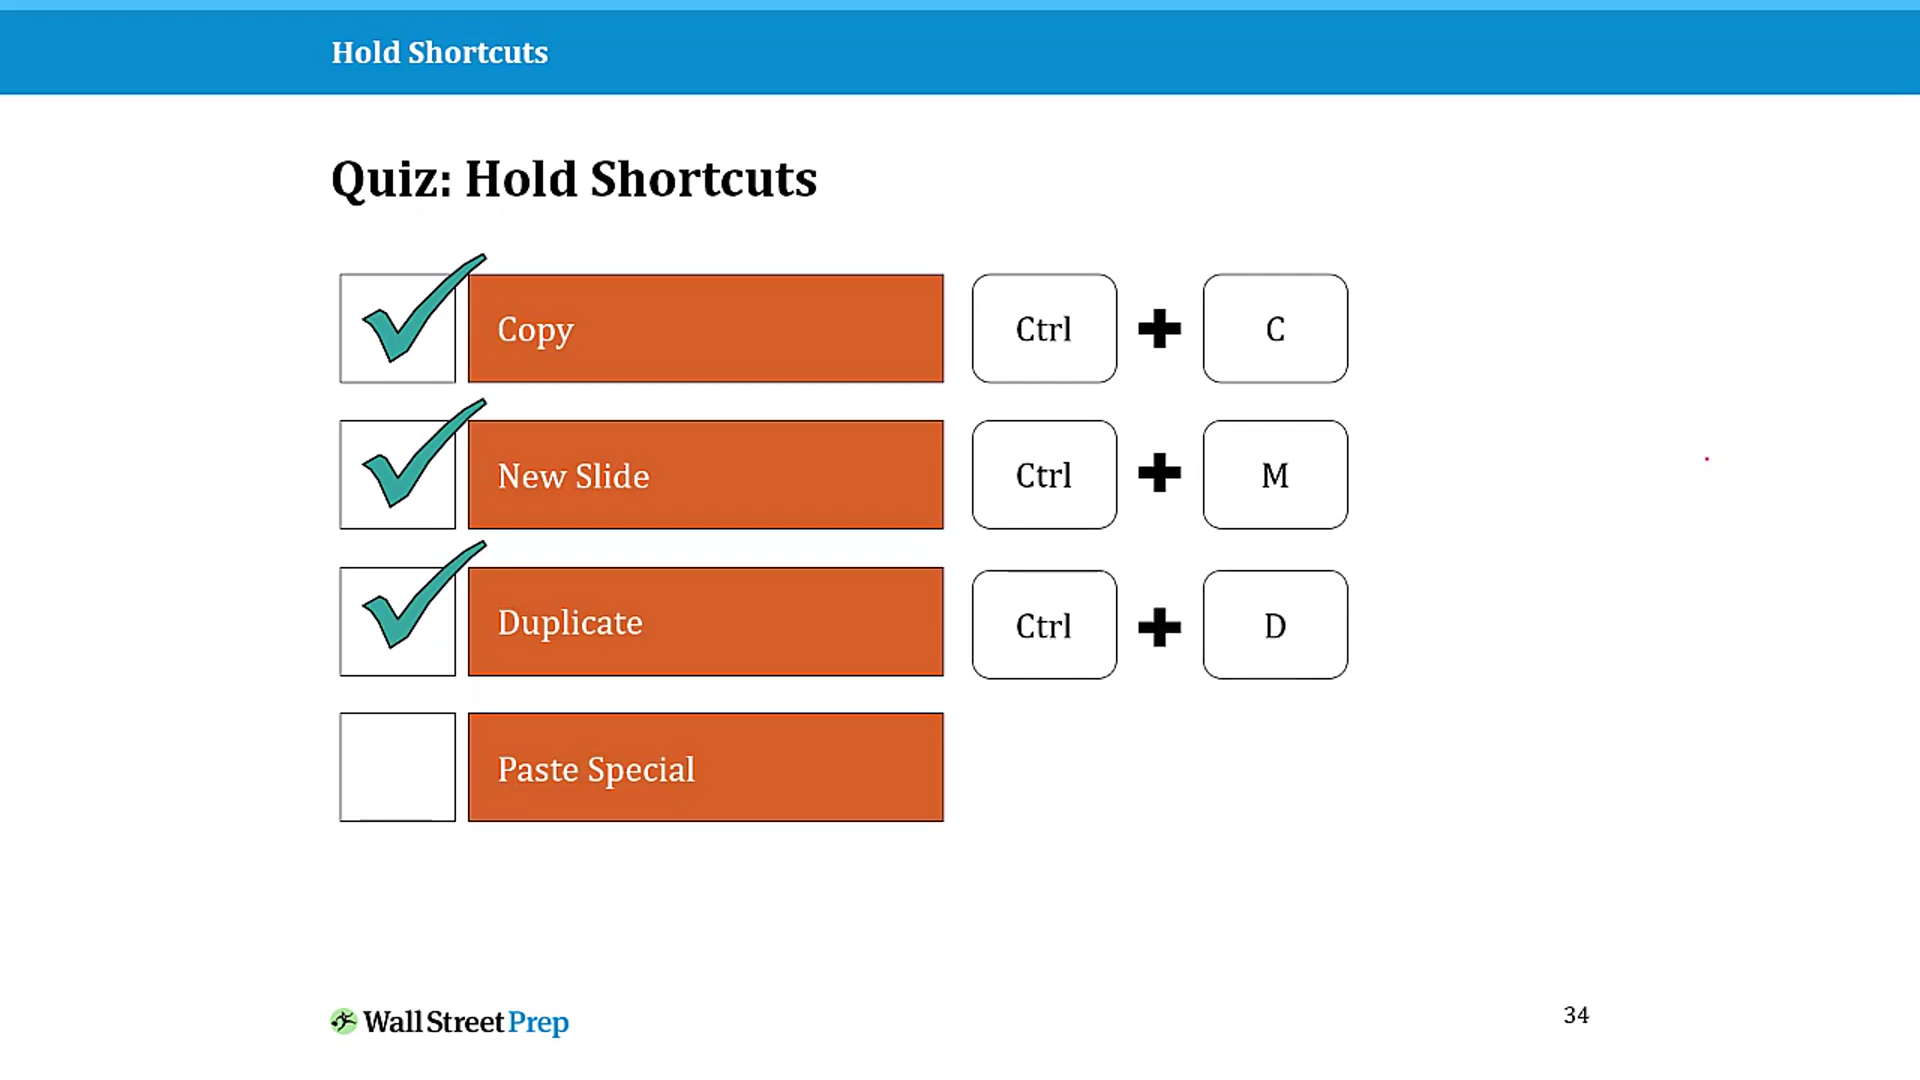 Hold Shortcuts
Quiz: Hold Shortcuts
Copy Ctrl + C
New Slide Ctrl + M
Duplicate Ctrl + D
Paste Special
Wall Street Prep
34